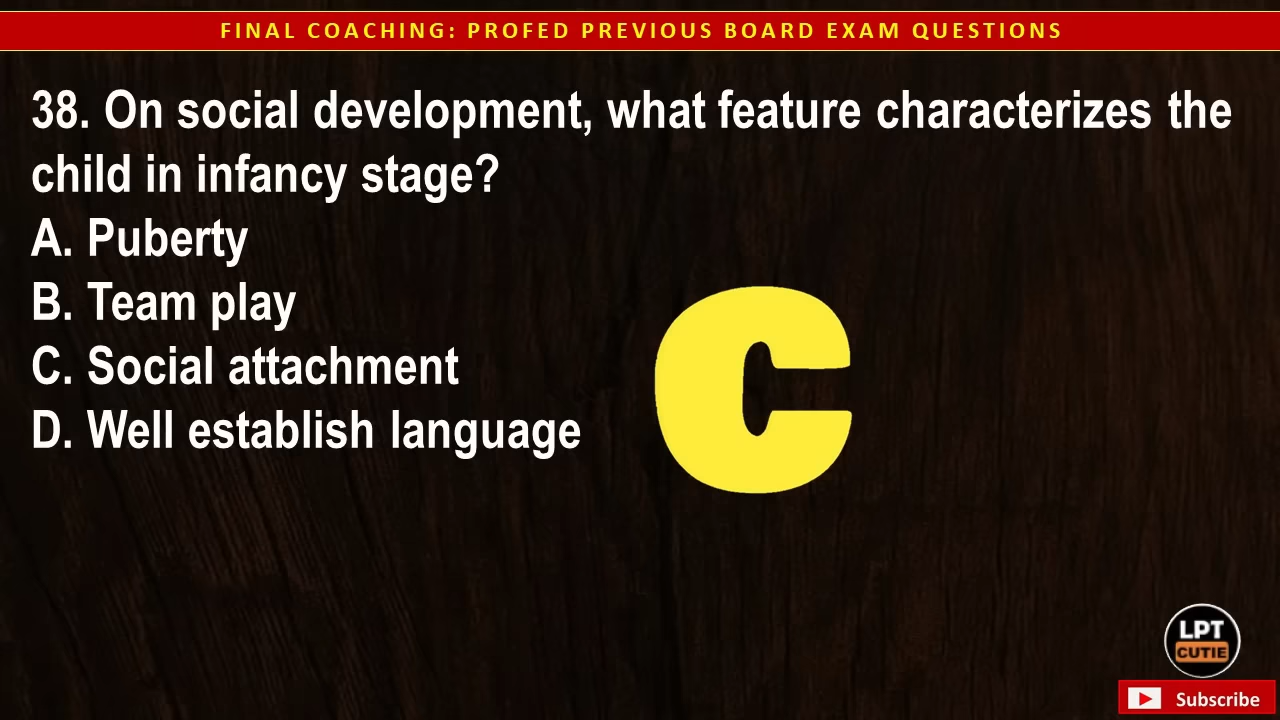 FINAL COACHING: PROFED PREVIOUS BOARD EXAM QUESTIONS
38. On social development, what feature characterizes the
child in infancy stage?
A. Puberty
B. Team play
C. Social attachment
D. Well establish language
C
LPT
CUTIE
Subscribe